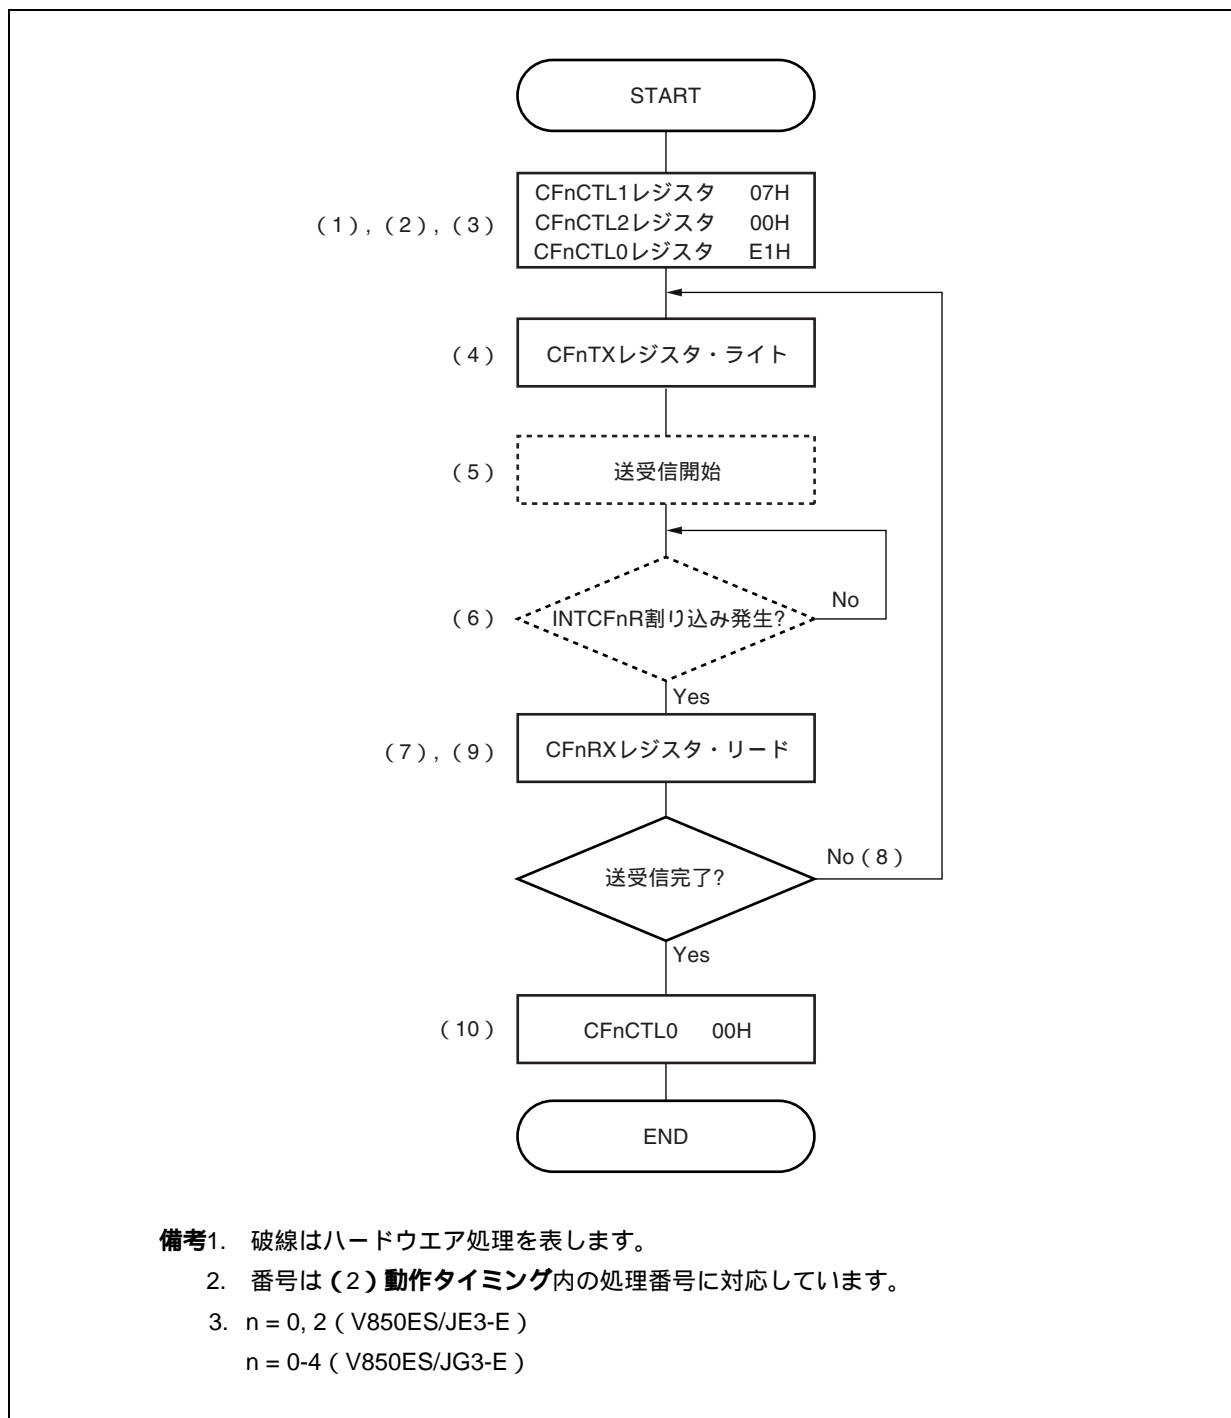 START
(1), (2), (3)
CFnCTL1レジスタ 07H
CFnCTL2レジスタ 00H
CFnCTL0レジスタ E1H
(4)
CFnTXレジスタ・ライト
(5)
送受信開始
(6)
INTCFnR割り込み発生?
No
Yes
(7), (9)
CFnRXレジスタ・リード
送受信完了?
No(8)
Yes
(10)
CFnCTL0 00H
END
備考1. 破線はハードウエア処理を表します。
2. 番号は(2)動作タイミング内の処理番号に対応しています。
3. n = 0, 2(V850ES/JE3-E)
n = 0-4(V850ES/JG3-E)